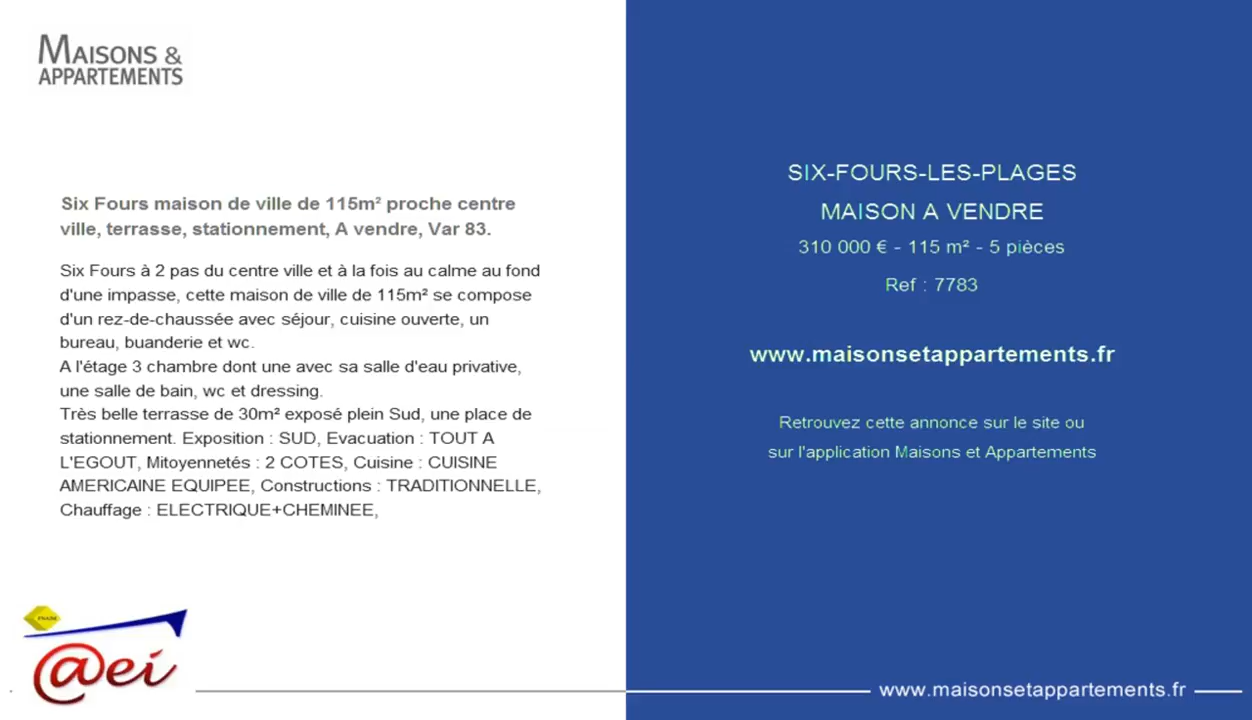 MAISONS &
APPARTEMENTS
Six Fours maison de ville de 115m² proche centre
ville, terrasse, stationnement, A vendre, Var 83.
Six Fours à 2 pas du centre ville et à la fois au calme au fond
d'une impasse, cette maison de ville de 115m² se compose
d'un rez-de-chaussée avec séjour, cuisine ouverte, un
bureau, buanderie et wc.
A l'étage 3 chambre dont une avec sa salle d'eau privative,
une salle de bain, wc et dressing.
Très belle terrasse de 30m² exposé plein Sud, une place de
stationnement. Exposition : SUD, Evacuation : TOUT A
L'EGOUT, Mitoyennetés : 2 COTES, Cuisine : CUISINE
AMERICAINE EQUIPEE, Constructions : TRADITIONNELLE,
Chauffage : ELECTRIQUE+CHEMINEE,
@ei
SIX-FOURS-LES-PLAGES
MAISON A VENDRE
310 000 € - 115 m² - 5 pièces
Ref : 7783
www.maisonsetappartements.fr
Retrouvez cette annonce sur le site ou
sur l'application Maisons et Appartements
www.maisonsetappartements.fr